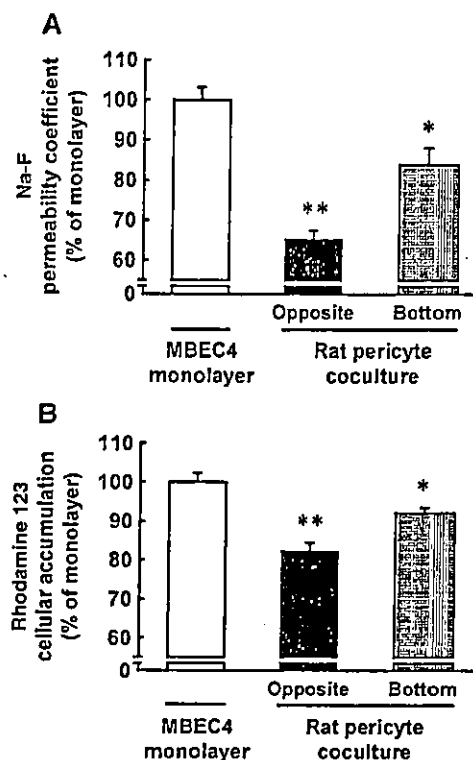 A
Na-F
permeability coefficient
(% of monolayer)
110
100
90
80
70
60
0
**
*
Opposite
Bottom
MBEC4
monolayer
Rat pericyte
coculture
B
Rhodamine 123
cellular accumulation
(% of monolayer)
110
100
90
80
70
60
0
**
*
Opposite
Bottom
MBEC4
monolayer
Rat pericyte
coculture